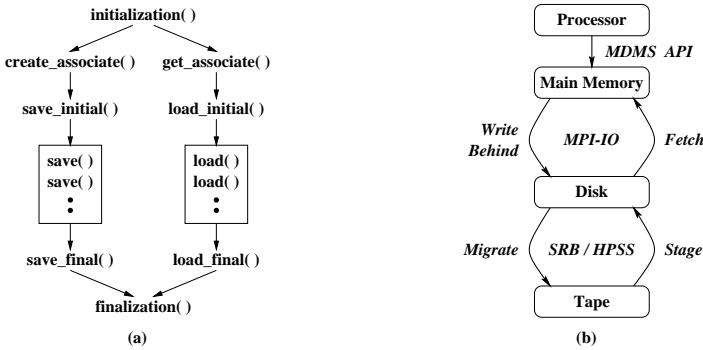 initialization( )
create_associate( )
get_associate( )
save_initial( )
load_initial( )
save( )
save( )
load( )
load( )
save_final( )
load_final( )
finalization( )
(a)
Processor
MDMS API
Main Memory
Write
Behind
MPI-IO
Fetch
Disk
Migrate
SRB / HPSS
Stage
Tape
(b)